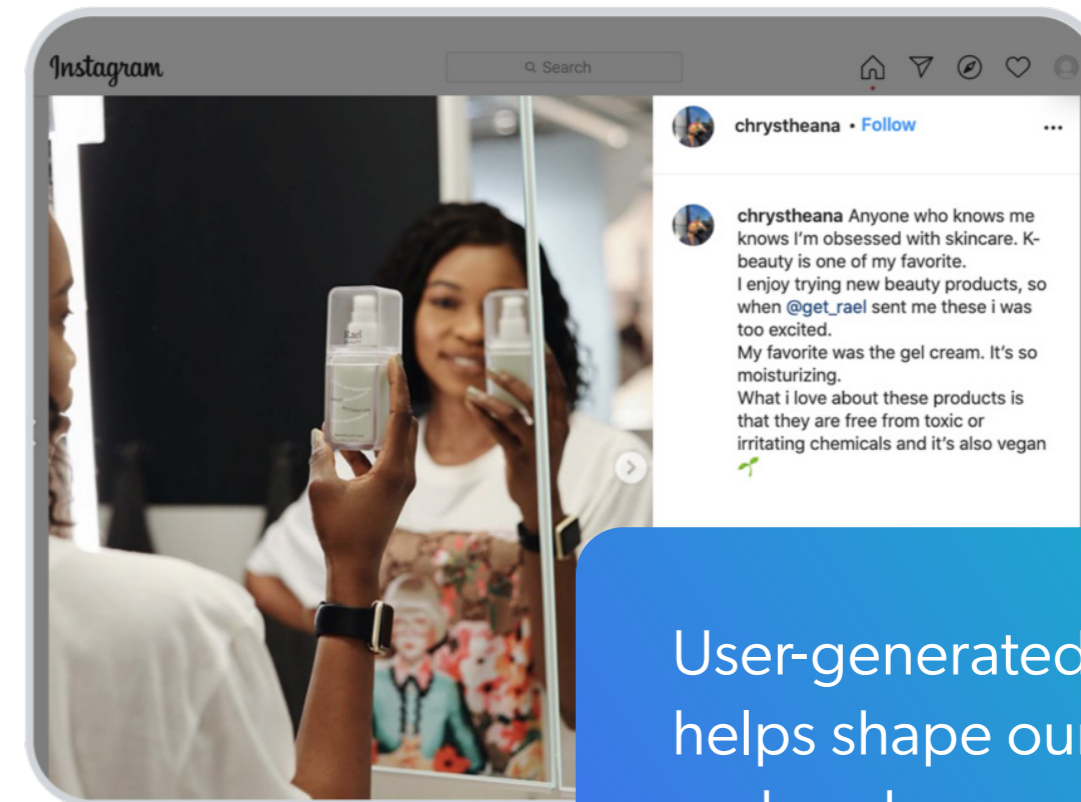 Instagram
Search
chrystheana • Follow
chrystheana Anyone who knows me
knows I'm obsessed with skincare. K-
beauty is one of my favorite.
I enjoy trying new beauty products, so
when @get_rael sent me these i was
too excited.
My favorite was the gel cream. It's so
moisturizing.
What i love about these products is
that they are free from toxic or
irritating chemicals and it's also vegan
Rael
User-generated
helps shape our